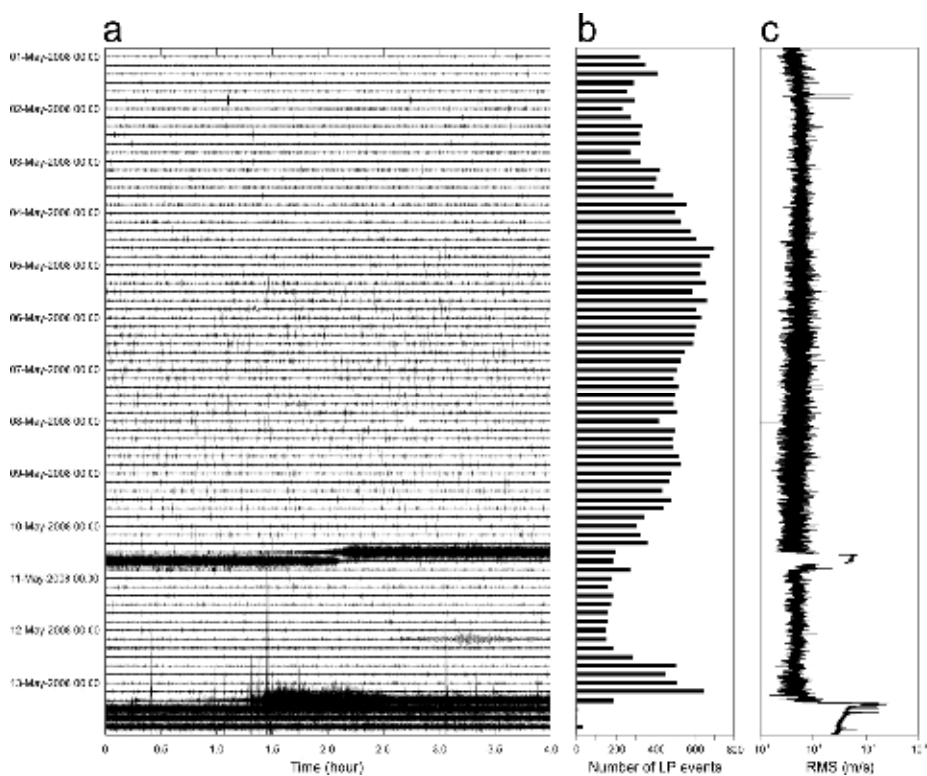 a b c
01-May-2008 00:00
02-May-2008 00:00
03-May-2008 00:00
04-May-2008 00:00
05-May-2008 00:00
06-May-2008 00:00
07-May-2008 00:00
08-May-2008 00:00
09-May-2008 00:00
10-May-2008 00:00
11-May-2008 00:00
12-May-2008 00:00
13-May-2008 00:00
0 0.5 1.0 1.5 2.0 2.5 3.0 3.5 4.0 0 200 400 600 800
Time (hour) Number of LP events RMS (m/s)